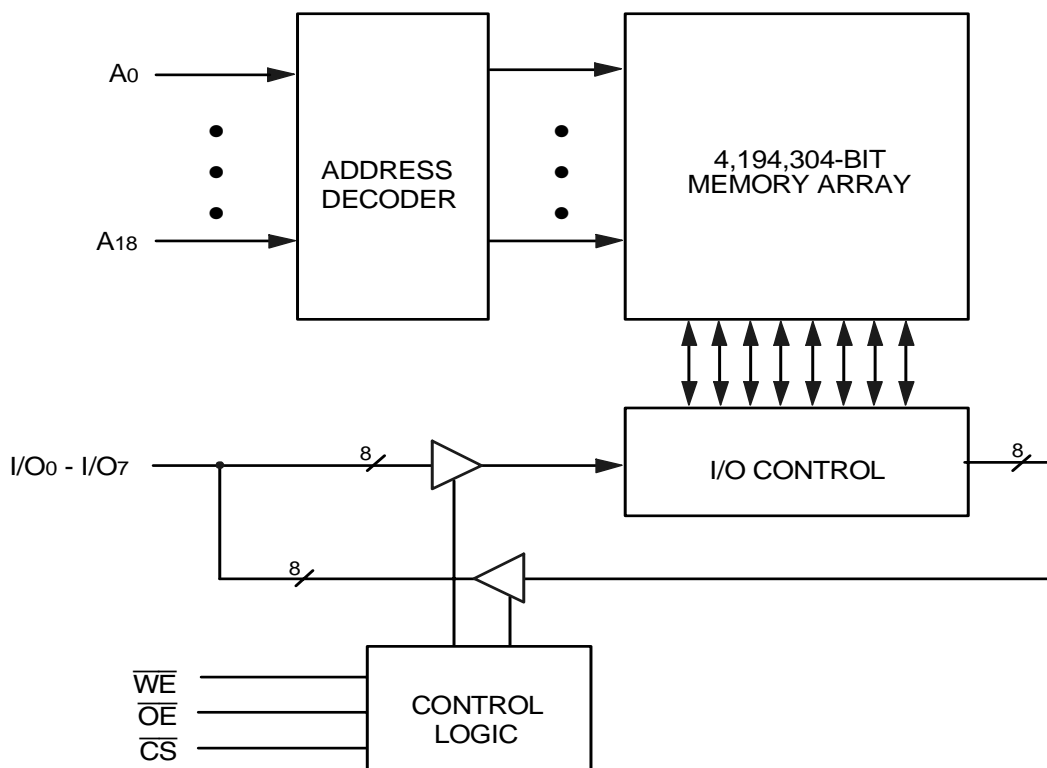 A0
A18
ADDRESS
DECODER
4,194,304-BIT
MEMORY ARRAY
I/O0 - I/O7
8
I/O CONTROL
8
8
WE
OE
CS
CONTROL
LOGIC